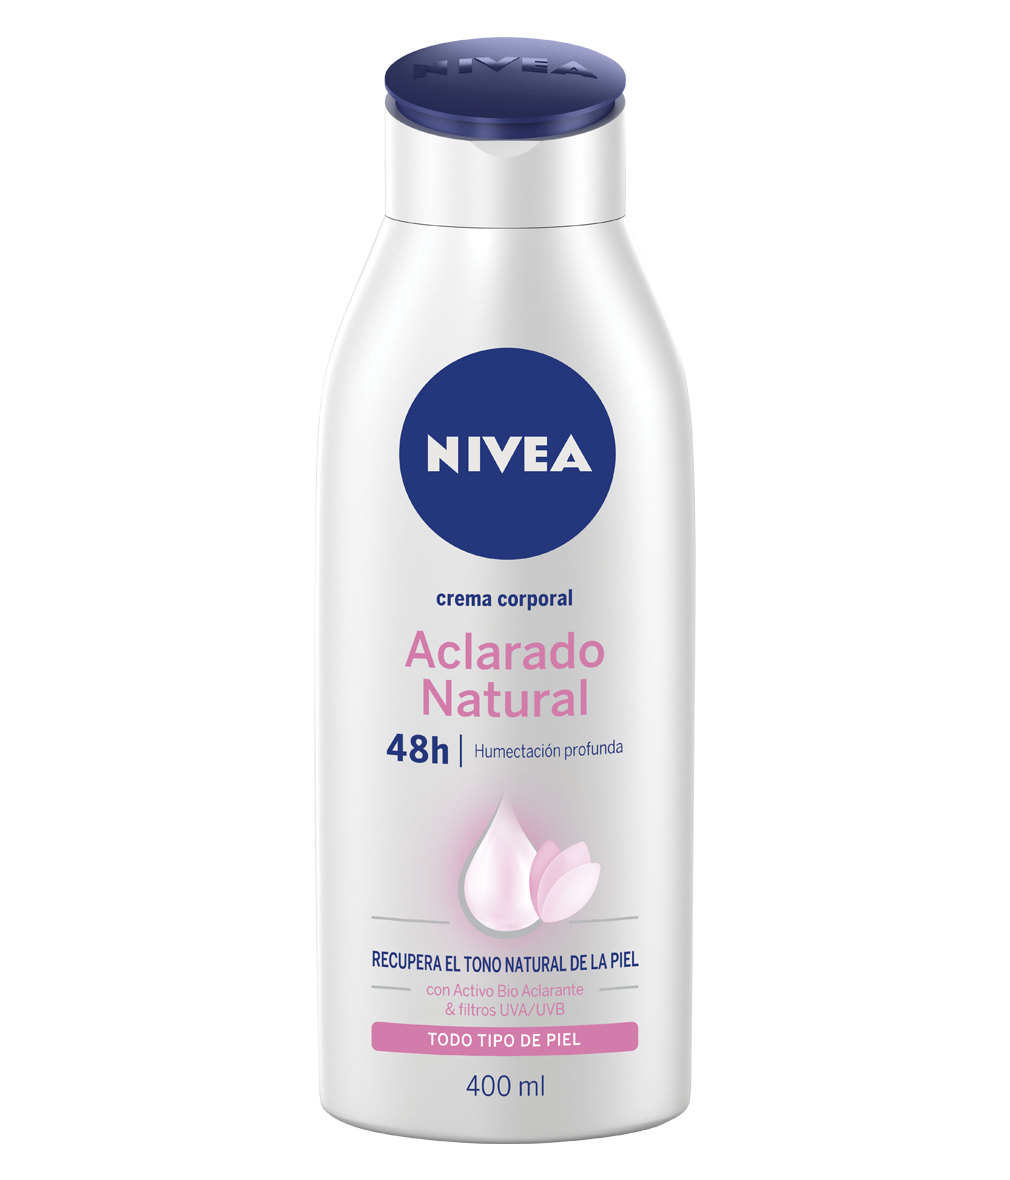 NIVEA
NIVEA
crema corporal
Aclarado
Natural
48h | Humectación profunda
RECUPERA EL TONO NATURAL DE LA PIEL
con Activo Bio Aclarante
& filtros UVA/UVB
TODO TIPO DE PIEL
400 ml